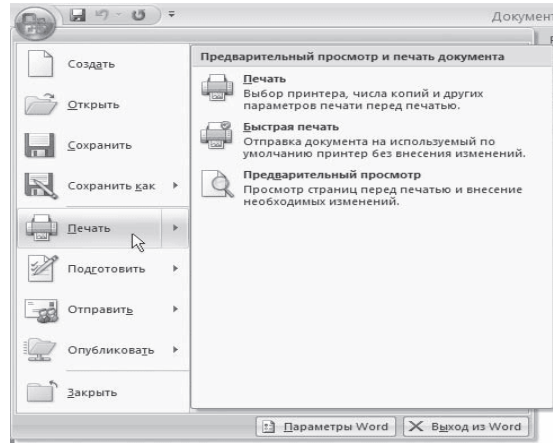 Документ
Создать
Открыть
Сохранить
Сохранить как
Печать
Подготовить
Отправить
Опубликовать
Закрыть
Предварительный просмотр и печать документа
Печать
Выбор принтера, числа копий и других
параметров печати перед печатью.
Быстрая печать
Отправка документа на используемый по
умолчанию принтер без внесения изменений.
Предварительный просмотр
Просмотр страниц перед печатью и внесение
необходимых изменений.
Параметры Word
Выход из Word